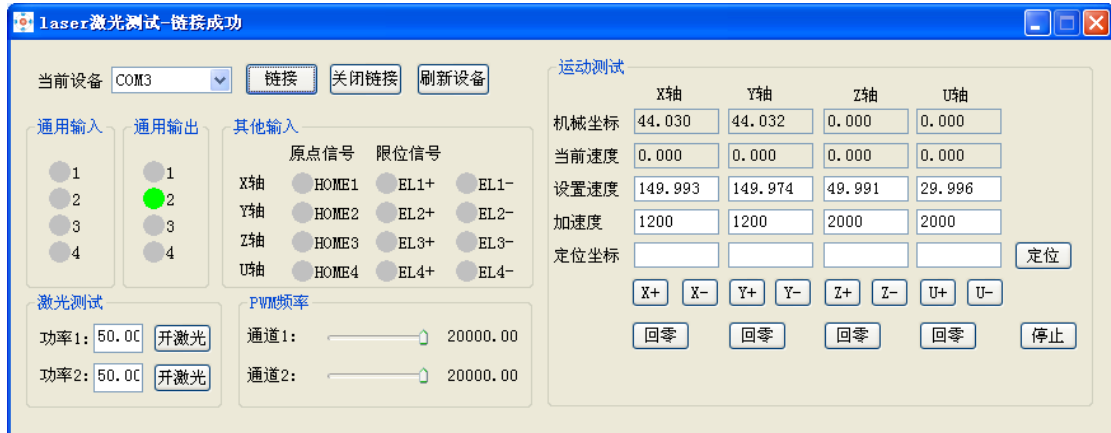 laser激光测试-链接成功
当前设备 COM3 链接 关闭链接 刷新设备
通用输入
1
2
3
4
通用输出
1
2
3
4
其他输入
原点信号 限位信号
X轴 HOME1 EL1+ EL1-
Y轴 HOME2 EL2+ EL2-
Z轴 HOME3 EL3+ EL3-
U轴 HOME4 EL4+ EL4-
激光测试
功率1: 50.00 开激光
功率2: 50.00 开激光
PWM频率
通道1: 20000.00
通道2: 20000.00
运动测试
X轴 Y轴 Z轴 U轴
机械坐标 44.030 44.032 0.000 0.000
当前速度 0.000 0.000 0.000 0.000
设置速度 149.993 149.974 49.991 29.996
加速度 1200 1200 2000 2000
定位坐标 定位
X+ X- Y+ Y- Z+ Z- U+ U-
回零 回零 回零 回零 停止